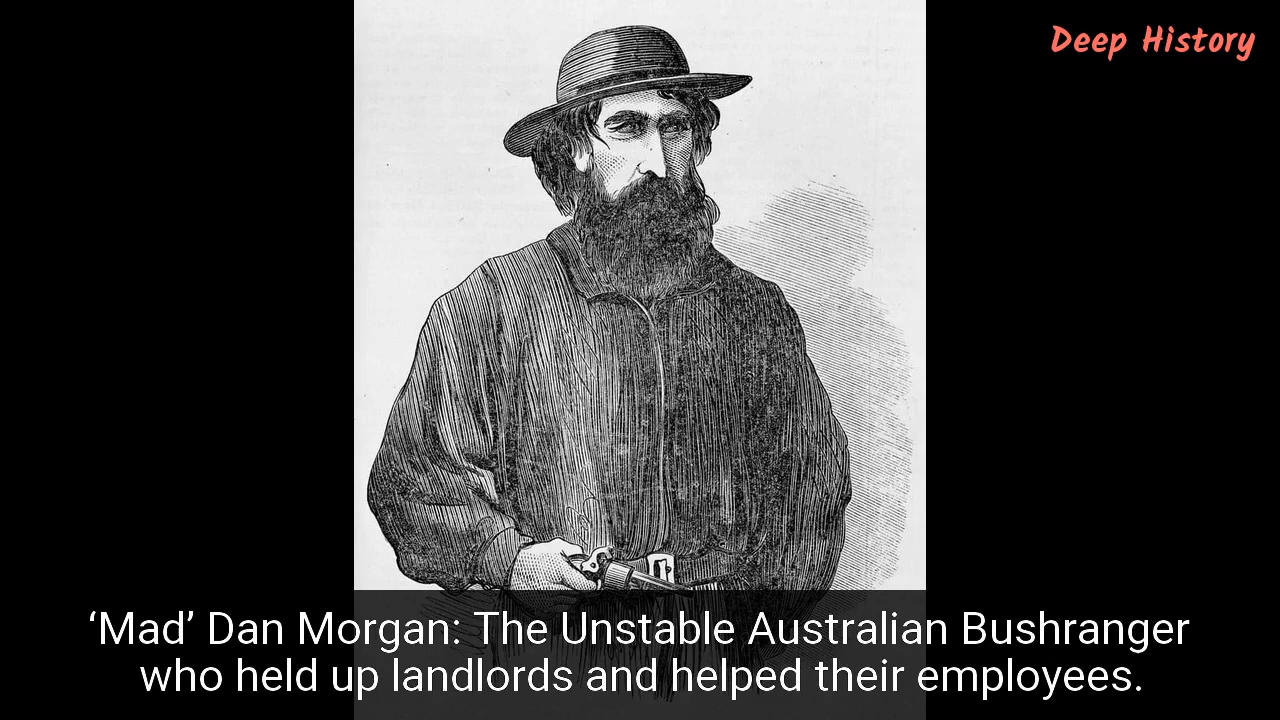 Deep History
‘Mad’ Dan Morgan: The Unstable Australian Bushranger
who held up landlords and helped their employees.